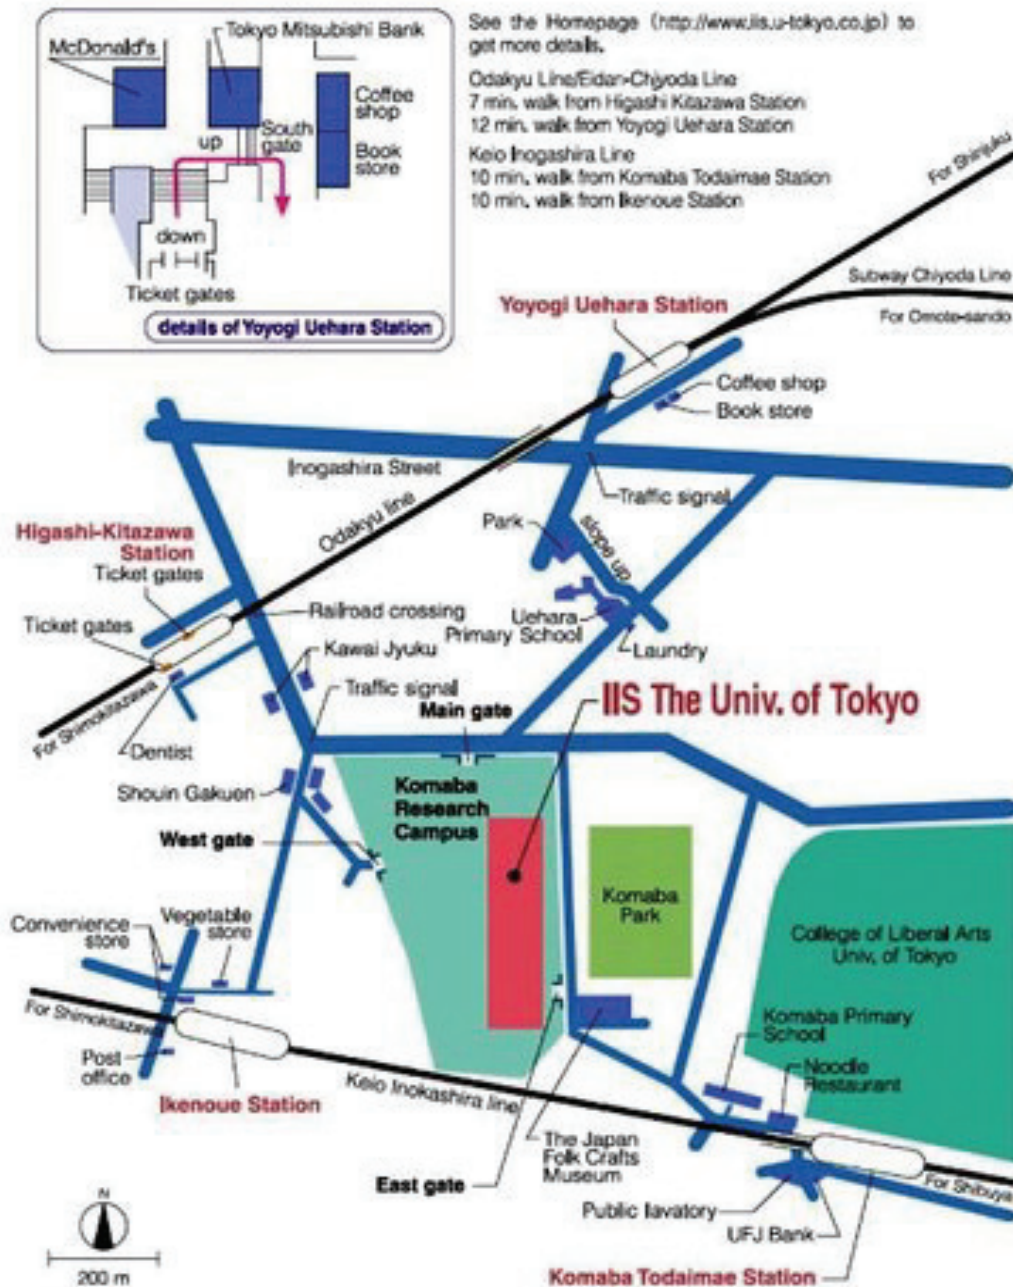 McDonald's
Tokyo Mitsubishi Bank
Coffee
shop
South
gate
up
Book
store
down
Ticket gates
details of Yoyogi Uehara Station
See the Homepage (http://www.iis.u-tokyo.co.jp) to
get more details.
Odakyu Line/Eidan-Chiyoda Line
7 min. walk from Higashi Kitazawa Station
12 min. walk from Yoyogi Uehara Station
Keio Inogashira Line
10 min. walk from Komaba Todaimae Station
10 min. walk from Ikenoue Station
For Shinjuku
Subway Chiyoda Line
For Omote-sando
Yoyogi Uehara Station
Coffee shop
Book store
Inogashira Street
Traffic signal
Odakyu line
Park
slope up
Higashi-Kitazawa
Station
Ticket gates
Ticket gates
Railroad crossing
Uehara
Primary School
Laundry
Kawai Jyuku
Traffic signal
For Shimokitazawa
Dentist
Main gate
IIS The Univ. of Tokyo
Shouin Gakuen
Komaba
Research
Campus
West gate
Komaba
Park
Convenience
store
Vegetable
store
College of Liberal Arts
Univ. of Tokyo
For Shimokitazawa
Komaba Primary
School
Post
office
Ikenoue Station
Keio Inokashira line
Noodle
Restaurant
The Japan
Folk Crafts
Museum
East gate
Public llavatory
UFJ Bank
For Shibuya
Komaba Todaimae Station
N
200 m